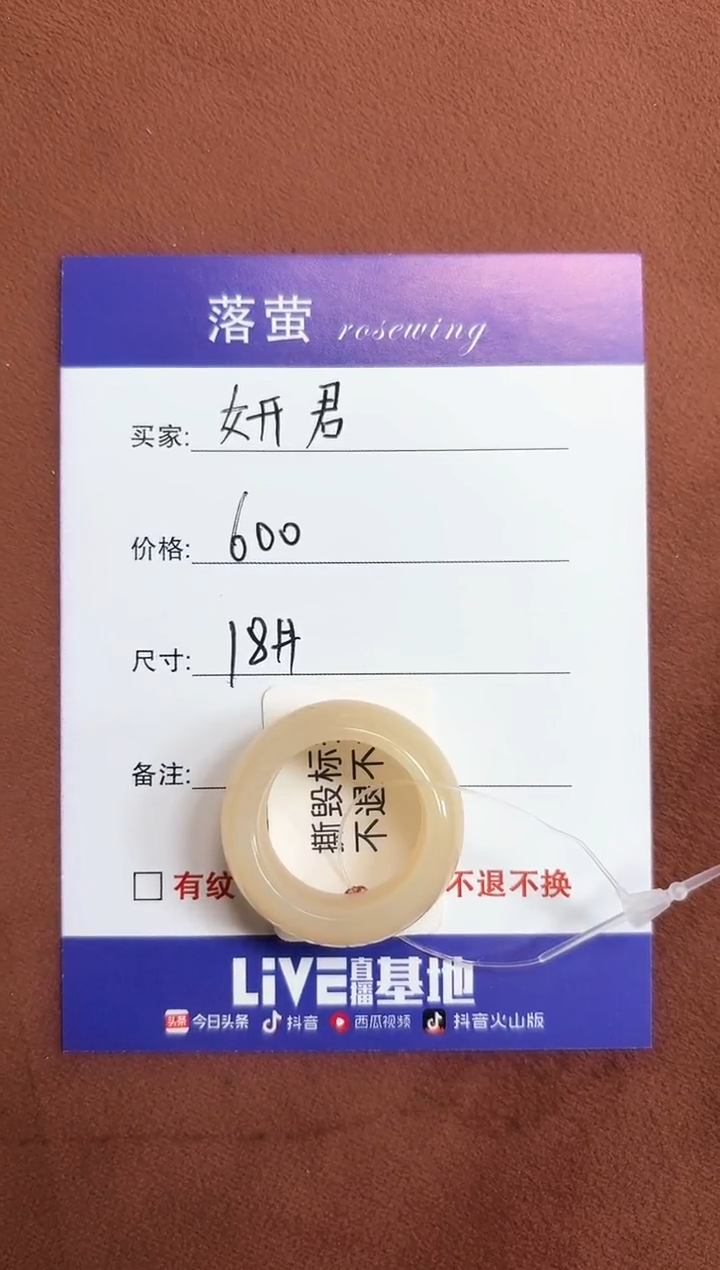 落萤 rosewing
买家: 妍君
价格: 600
尺寸: 18#
备注:
撕毁标
不退不
有纹
不退不换
LiVE直播基地
头条 今日头条 抖音 西瓜视频 抖音火山版